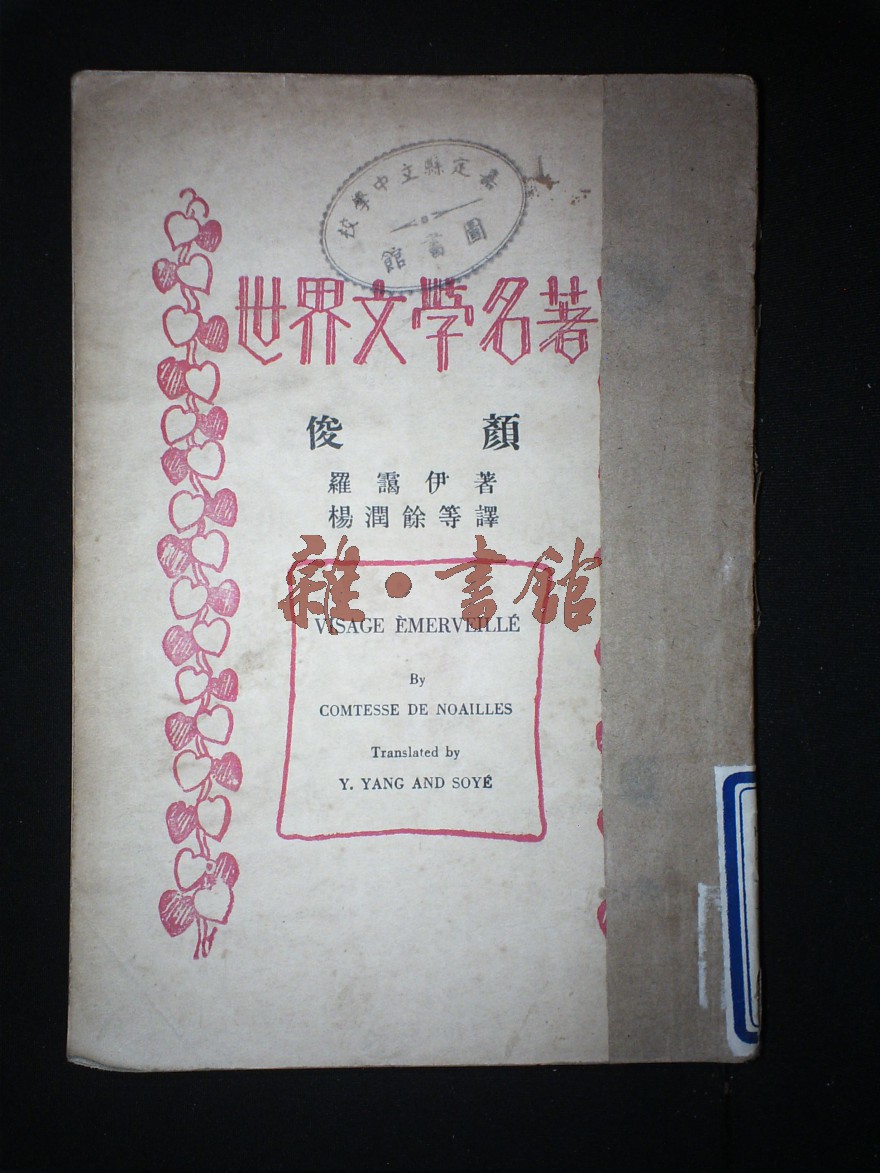 嘉定縣立中學校
圖書館
世界文學名著
俊顏
羅靄伊著
楊潤餘等譯
雜·書館
VISAGE ÈMERVEILLÉ
By
COMTESSE DE NOAILLES
Translated by
Y. YANG AND SOYÉ